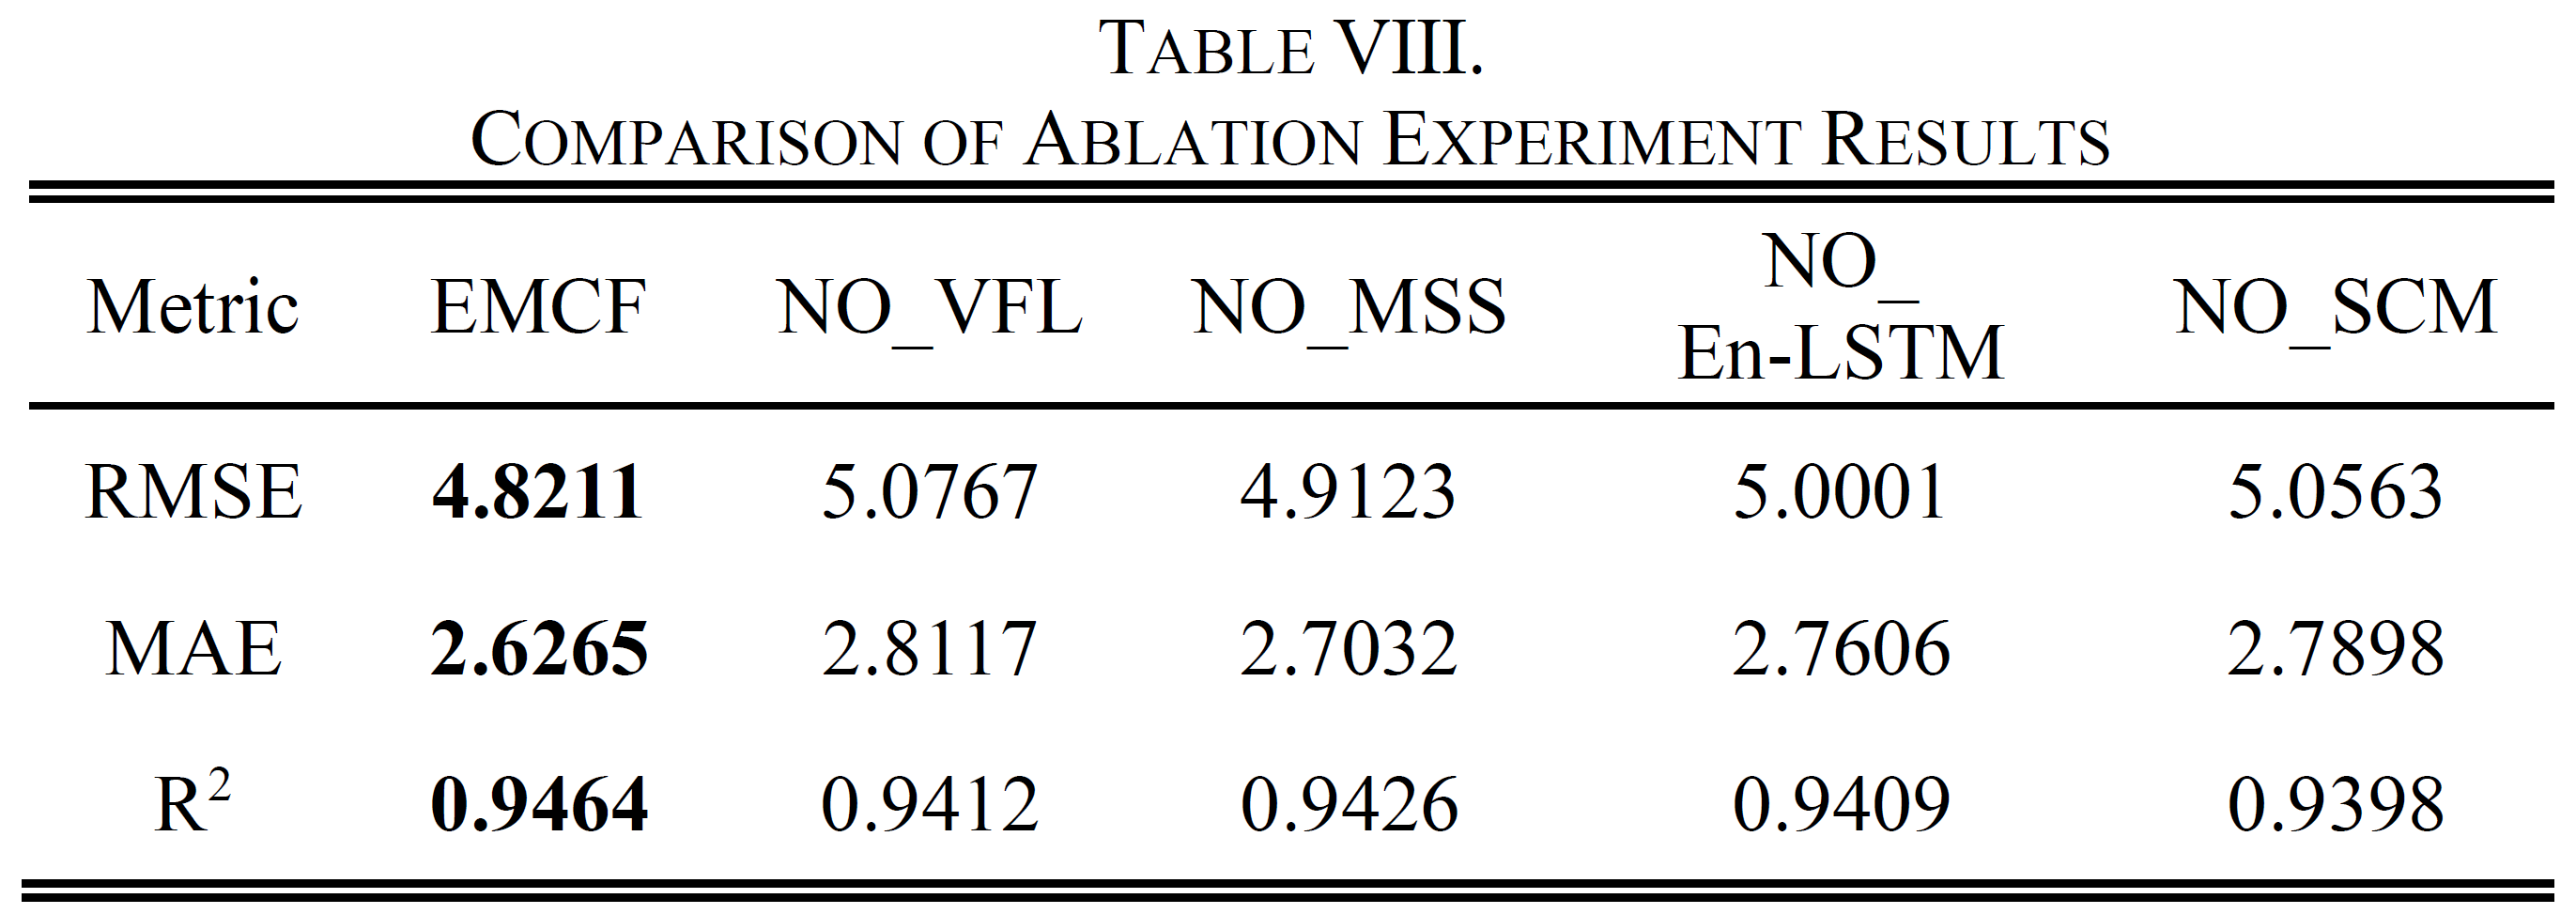 TABLE VIII.
COMPARISON OF ABLATION EXPERIMENT RESULTS
Metric EMCF NO_VFL NO_MSS NO_ En-LSTM NO_SCM
RMSE 4.8211 5.0767 4.9123 5.0001 5.0563
MAE 2.6265 2.8117 2.7032 2.7606 2.7898
R² 0.9464 0.9412 0.9426 0.9409 0.9398